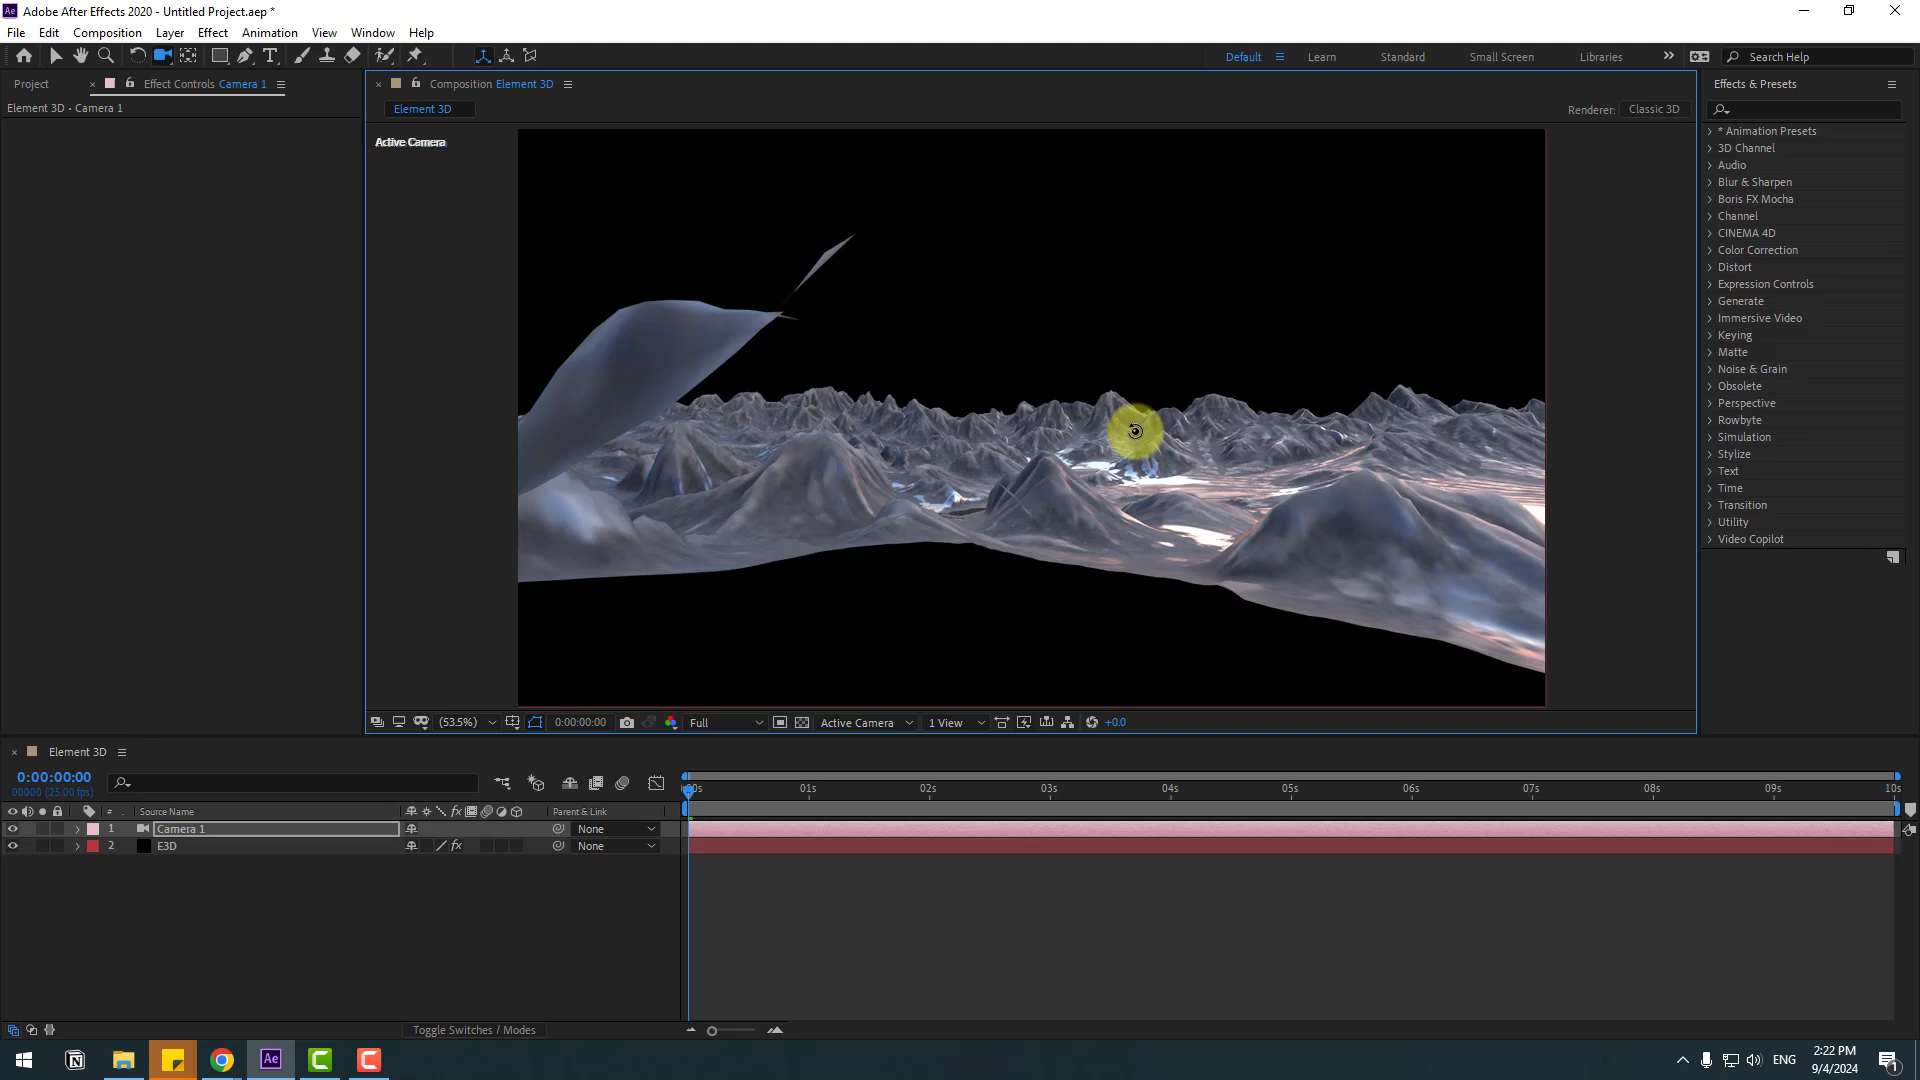 Adobe After Effects 2020 - Untitled Project.aep *
File Edit Composition Layer Effect Animation View Window Help
Default Learn Standard Small Screen Libraries Search Help
Project Effect Controls Camera 1
Element 3D • Camera 1
Composition Element 3D
Element 3D
Renderer: Classic 3D
Active Camera
(53.5%) 0:00:00:00 Full Active Camera 1 View +0.0
Effects & Presets
* Animation Presets
3D Channel
Audio
Blur & Sharpen
Boris FX Mocha
Channel
CINEMA 4D
Color Correction
Distort
Expression Controls
Generate
Immersive Video
Keying
Matte
Noise & Grain
Obsolete
Perspective
Rowbyte
Simulation
Stylize
Text
Time
Transition
Utility
Video Copilot
Element 3D
0:00:00:00
00000 (25.00 fps)
01s 02s 03s 04s 05s 06s 07s 08s 09s 10s
# Source Name Parent & Link
1 Camera 1 None
2 E3D None
Toggle Switches / Modes
ENG
2:22 PM
9/4/2024
1